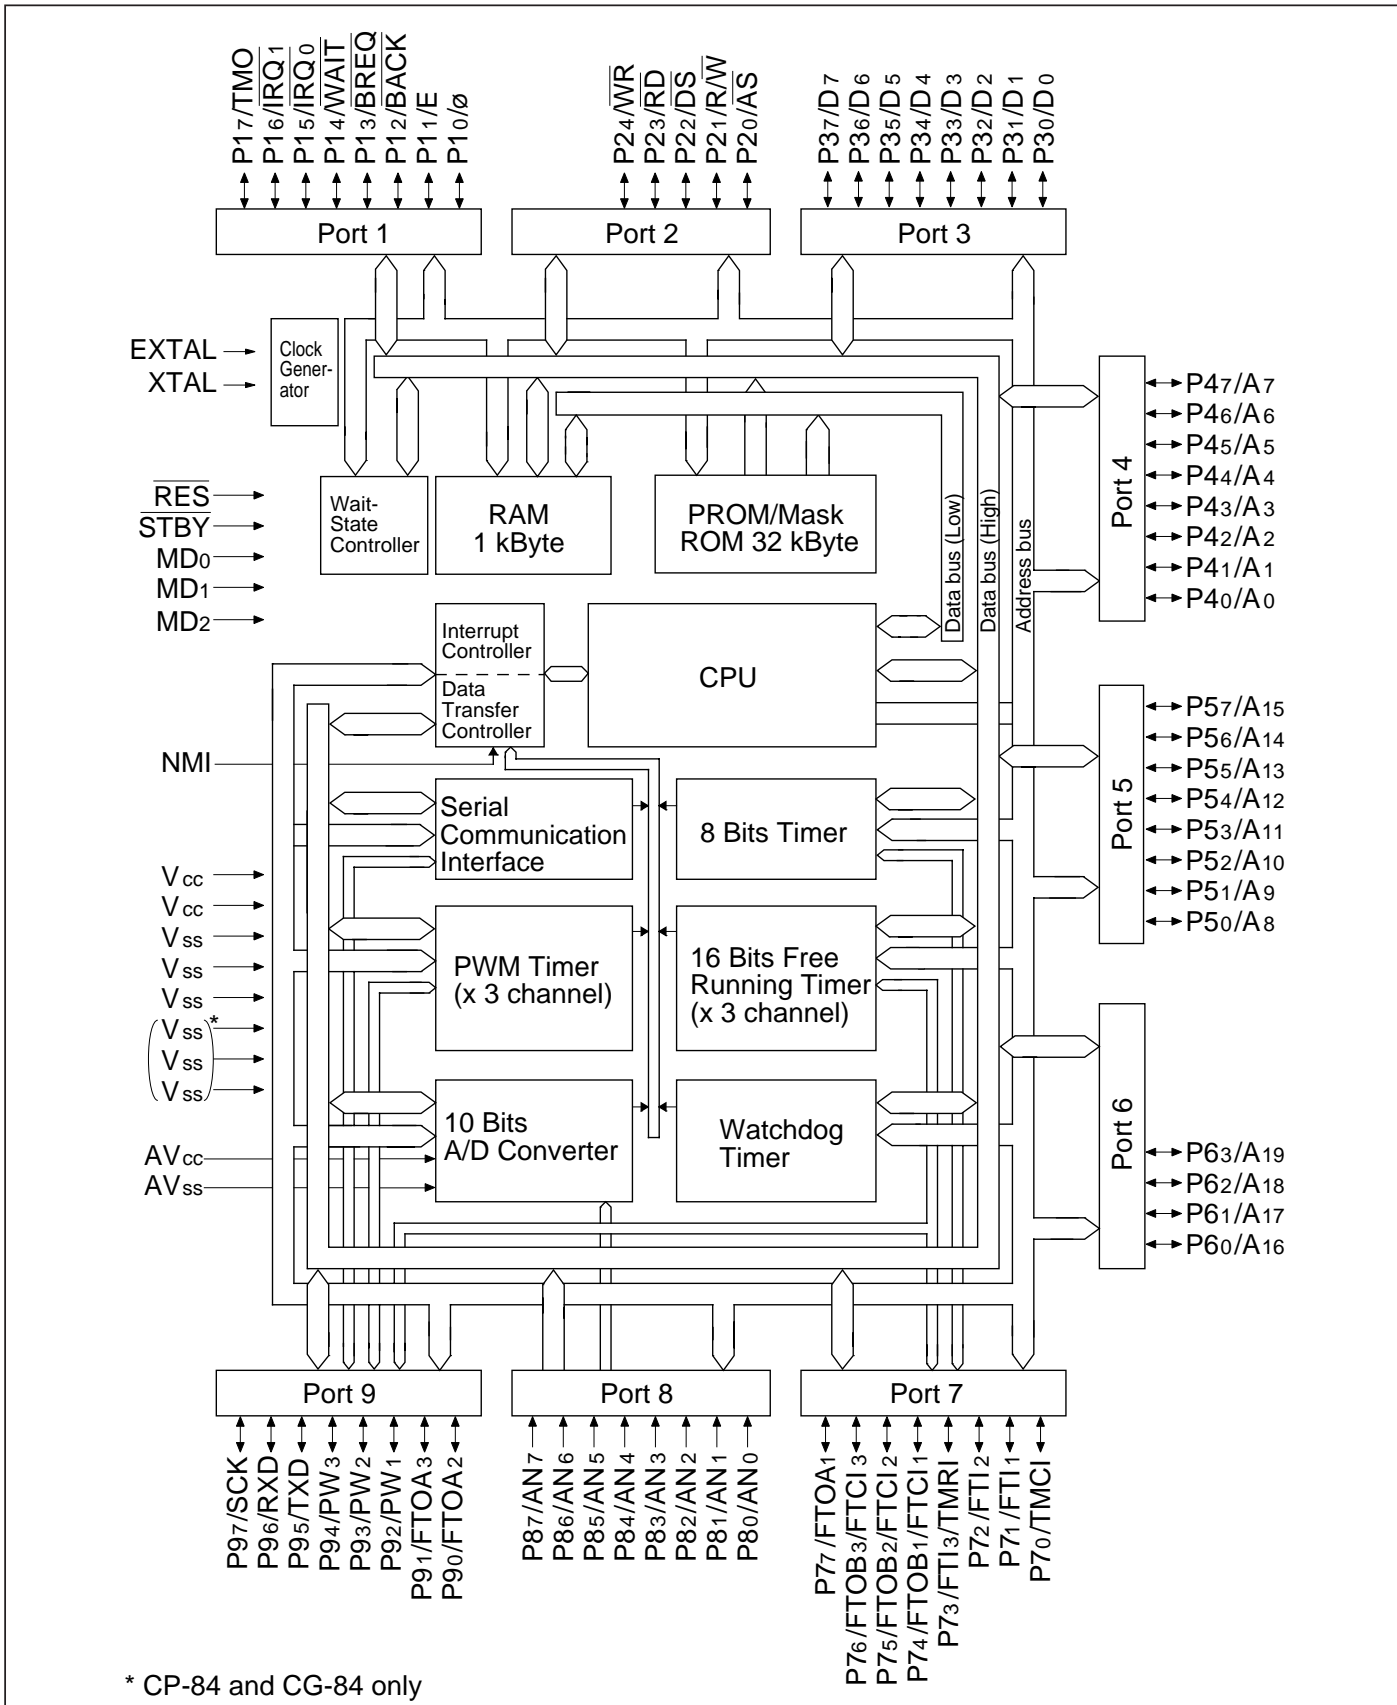 P17/TMO
P16/IRQ1
P15/IRQ0
P14/WAIT
P13/BREQ
P12/BACK
P11/E
P10/Ø
P24/WR
P23/RD
P22/DS
P21/R/W
P20/AS
P37/D7
P36/D6
P35/D5
P34/D4
P33/D3
P32/D2
P31/D1
P30/D0
Port 1
Port 2
Port 3
EXTAL
XTAL
Clock
Gener-
ator
RES
STBY
MD0
MD1
MD2
Wait-
State
Controller
RAM
1 kByte
PROM/Mask
ROM 32 kByte
Data bus (Low)
Data bus (High)
Address bus
Port 4
P47/A7
P46/A6
P45/A5
P44/A4
P43/A3
P42/A2
P41/A1
P40/A0
Interrupt
Controller
Data
Transfer
Controller
CPU
NMI
Port 5
P57/A15
P56/A14
P55/A13
P54/A12
P53/A11
P52/A10
P51/A9
P50/A8
Serial
Communication
Interface
8 Bits Timer
Vcc
Vcc
Vss
Vss
Vss
(Vss)*
Vss
Vss
PWM Timer
(x 3 channel)
16 Bits Free
Running Timer
(x 3 channel)
AVcc
AVss
10 Bits
A/D Converter
Watchdog
Timer
Port 6
P63/A19
P62/A18
P61/A17
P60/A16
Port 9
Port 8
Port 7
P97/SCK
P96/RXD
P95/TXD
P94/PW3
P93/PW2
P92/PW1
P91/FTOA3
P90/FTOA2
P87/AN7
P86/AN6
P85/AN5
P84/AN4
P83/AN3
P82/AN2
P81/AN1
P80/AN0
P77/FTOA1
P76/FTOB3/FTCI3
P75/FTOB2/FTCI2
P74/FTOB1/FTCI1
P73/FTI3/TMRI
P72/FTI2
P71/FTI1
P70/TMCI
* CP-84 and CG-84 only